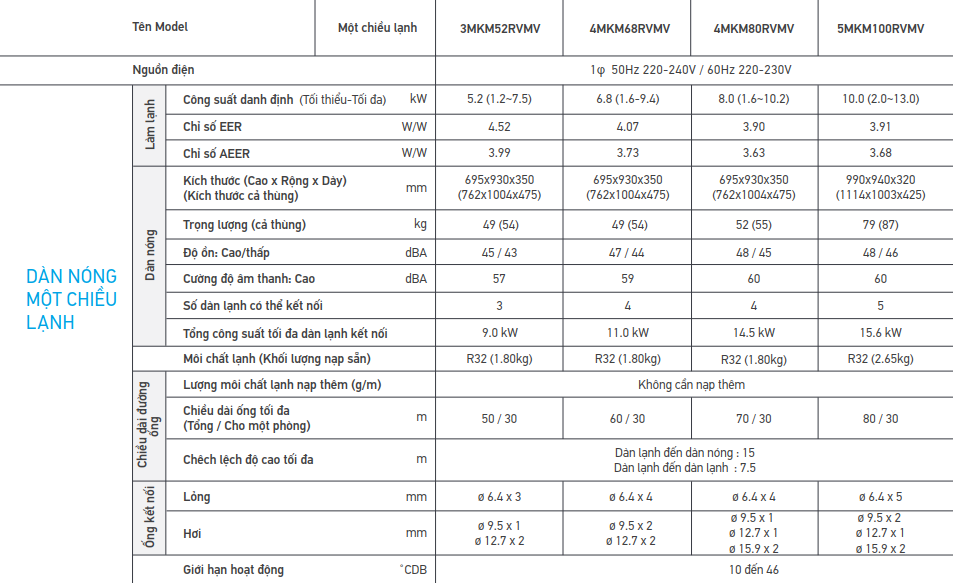 Tên Model Một chiều lạnh 3MKM52RVMV 4MKM68RVMV 4MKM80RVMV 5MKM100RVMV
Nguồn điện 1φ 50Hz 220-240V / 60Hz 220-230V
DÀN NÓNG
MỘT CHIỀU
LẠNH
Làm lạnh
Công suất danh định (Tối thiểu-Tối đa) kW 5.2 (1.2~7.5) 6.8 (1.6~9.4) 8.0 (1.6~10.2) 10.0 (2.0~13.0)
Chỉ số EER W/W 4.52 4.07 3.90 3.91
Chỉ số AEER W/W 3.99 3.73 3.63 3.68
Dàn nóng
Kích thước (Cao x Rộng x Dày) mm 695x930x350 695x930x350 695x930x350 990x940x320
(Kích thước cả thùng) (762x1004x475) (762x1004x475) (762x1004x475) (1114x1003x425)
Trọng lượng (cả thùng) kg 49 (54) 49 (54) 52 (55) 79 (87)
Độ ồn: Cao/thấp dBA 45 / 43 47 / 44 48 / 45 48 / 46
Cường độ âm thanh: Cao dBA 57 59 60 60
Số dàn lạnh có thể kết nối 3 4 4 5
Tổng công suất tối đa dàn lạnh kết nối 9.0 kW 11.0 kW 14.5 kW 15.6 kW
Môi chất lạnh (Khối lượng nạp sẵn) R32 (1.80kg) R32 (1.80kg) R32 (1.80kg) R32 (2.65kg)
Chiều dài đường
ống
Lượng môi chất lạnh nạp thêm (g/m) Không cần nạp thêm
Chiều dài ống tối đa
(Tổng / Cho một phòng) m 50 / 30 60 / 30 70 / 30 80 / 30
Chêch lệch độ cao tối đa m Dàn lạnh đến dàn nóng : 15
Dàn lạnh đến dàn lạnh : 7.5
Ống kết nối
Lỏng mm ø 6.4 x 3 ø 6.4 x 4 ø 6.4 x 4 ø 6.4 x 5
Hơi mm ø 9.5 x 1 ø 9.5 x 2 ø 9.5 x 1 ø 9.5 x 2
ø 12.7 x 2 ø 12.7 x 2 ø 12.7 x 1 ø 12.7 x 1
ø 15.9 x 2 ø 15.9 x 2
Giới hạn hoạt động °CDB 10 đến 46